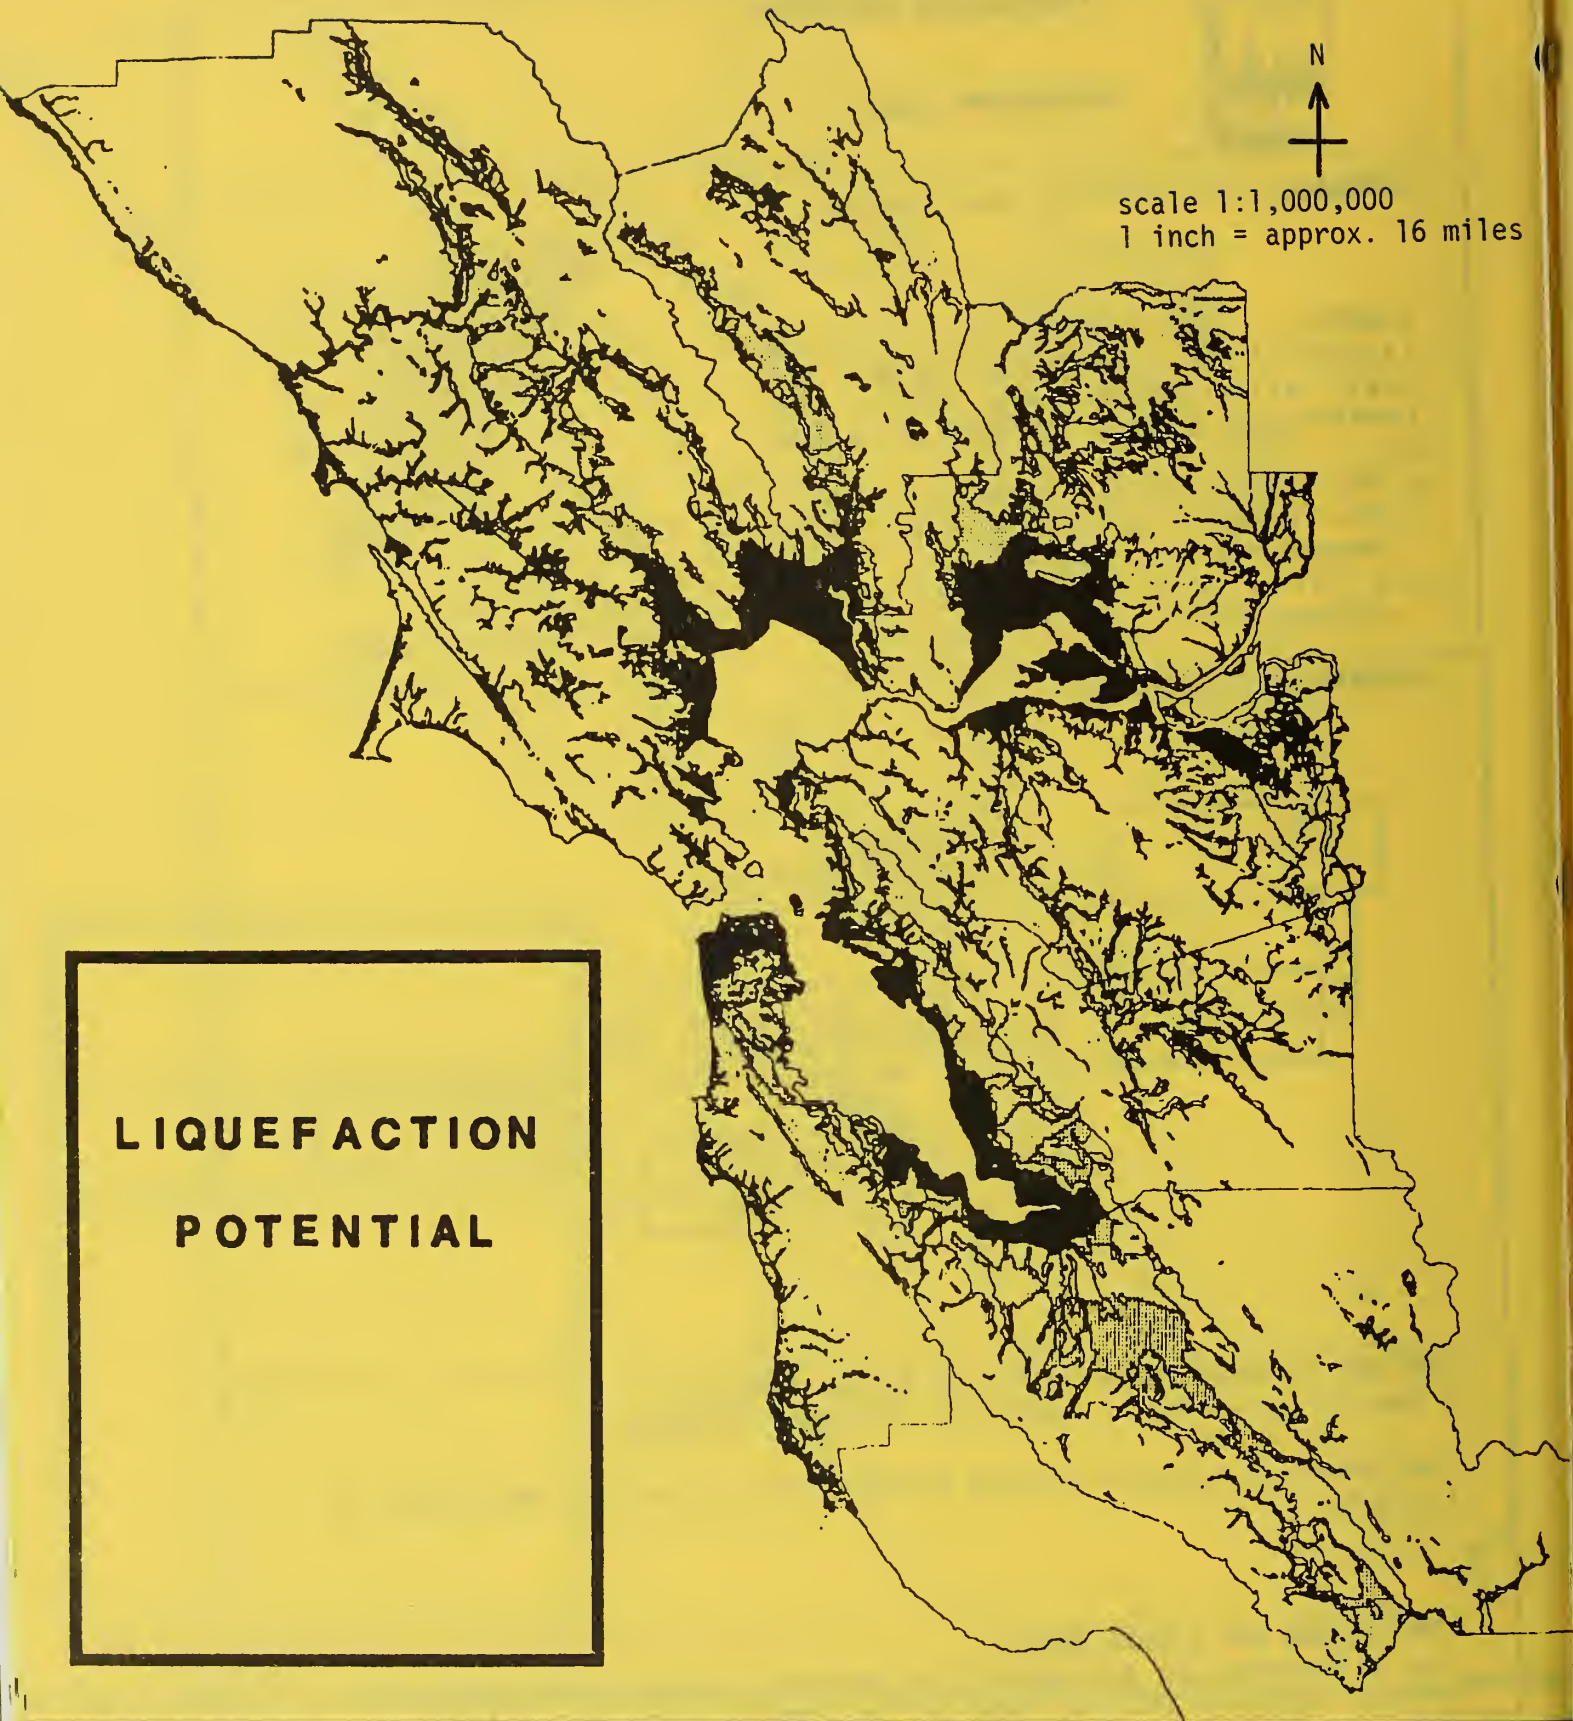 N
scale 1:1,000,000
1 inch = approx. 16 miles
LIQUEFACTION
POTENTIAL